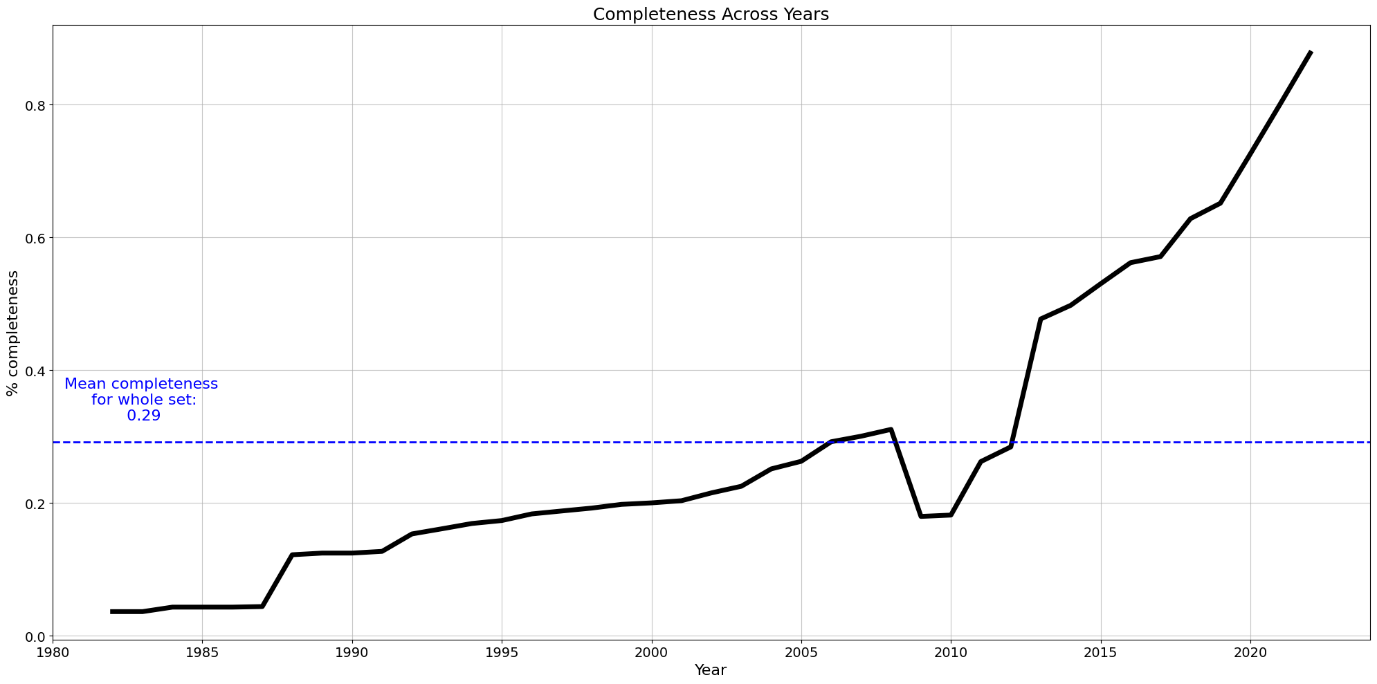 Completeness Across Years
% completeness
0.8
0.6
0.4
0.2
0.0
Mean completeness
for whole set:
0.29
1980 1985 1990 1995 2000 2005 2010 2015 2020
Year